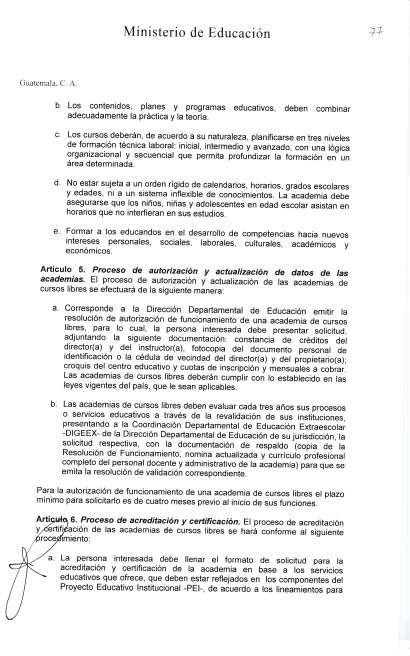 Ministerio de Educación
77
Guatemala, C. A.
b. Los contenidos, planes y programas educativos, deben combinar
adecuadamente la práctica y la teoría.
c. Los cursos deberán, de acuerdo a su naturaleza, planificarse en tres niveles
de formación técnica laboral: inicial, intermedio y avanzado, con una lógica
organizacional y secuencial que permita profundizar la formación en un
área determinada.
d. No estar sujeta a un orden rígido de calendarios, horarios, grados escolares
y edades, ni a un sistema inflexible de conocimientos. La academia debe
asegurarse que los niños, niñas y adolescentes en edad escolar asistan en
horarios que no interfieran en sus estudios.
e. Formar a los educandos en el desarrollo de competencias hacia nuevos
intereses personales, sociales, laborales, culturales, académicos y
económicos.
Artículo 5. Proceso de autorización y actualización de datos de las
academias. El proceso de autorización y actualización de las academias de
cursos libres se efectuará de la siguiente manera:
a. Corresponde a la Dirección Departamental de Educación emitir la
resolución de autorización de funcionamiento de una academia de cursos
libres, para lo cual, la persona interesada debe presentar solicitud,
adjuntando la siguiente documentación: constancia de créditos del
director(a) y del instructor(a), fotocopia del documento personal de
identificación o la cédula de vecindad del director(a) y del propietario(a);
croquis del centro educativo y cuotas de inscripción y mensuales a cobrar.
Las academias de cursos libres deberán cumplir con lo establecido en las
leyes vigentes del país, que le sean aplicables.
b. Las academias de cursos libres deben evaluar cada tres años sus procesos
o servicios educativos a través de la revalidación de sus instituciones,
presentando a la Coordinación Departamental de Educación Extraescolar
-DIGEEX- de la Dirección Departamental de Educación de su jurisdicción, la
solicitud respectiva, con documentación de respaldo (copia de la
Resolución de Funcionamiento, nomina actualizada y currículo profesional
completo del personal docente y administrativo de la academia) para que se
emita la resolución de validación correspondiente.
Para la autorización de funcionamiento de una academia de cursos libres el plazo
mínimo para solicitarlo es de cuatro meses previo al inicio de sus funciones.
Artículo 6. Proceso de acreditación y certificación. El proceso de acreditación
y certificación de las academias de cursos libres se hará conforme al siguiente
procedimiento:
a. La persona interesada debe llenar el formato de solicitud para la
acreditación y certificación de la academia en base a los servicios
educativos que ofrece, que deben estar reflejados en los componentes del
Proyecto Educativo Institucional -PEI-, de acuerdo a los lineamientos para